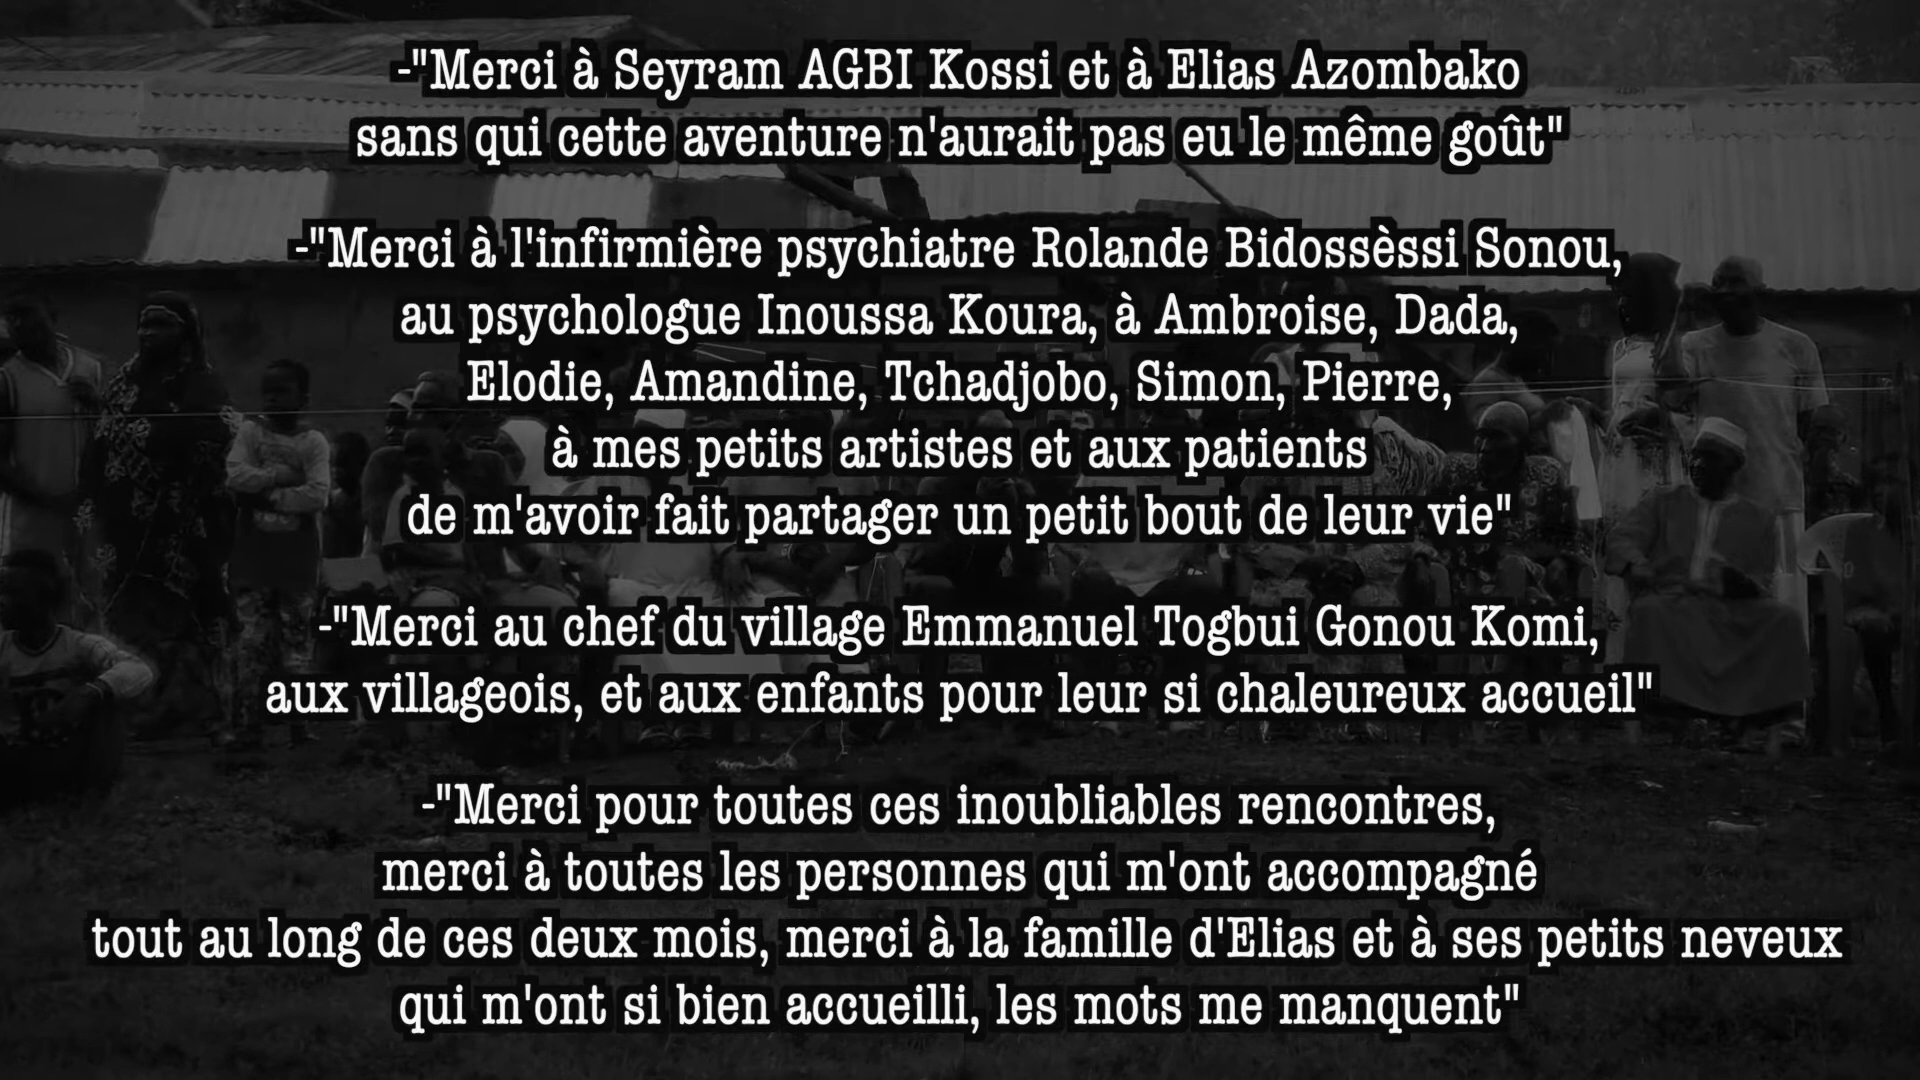 -"Merci à Seyram AGBI Kossi et à Elias Azombako
sans qui cette aventure n'aurait pas eu le même goût"
-"Merci à l'infirmière psychiatre Rolande Bidossèssi Sonou,
au psychologue Inoussa Koura, à Ambroise, Dada,
Elodie, Amandine, Tchadjobo, Simon, Pierre,
à mes petits artistes et aux patients
de m'avoir fait partager un petit bout de leur vie"
-"Merci au chef du village Emmanuel Togbui Gonou Komi,
aux villageois, et aux enfants pour leur si chaleureux accueil"
-"Merci pour toutes ces inoubliables rencontres,
merci à toutes les personnes qui m'ont accompagné
tout au long de ces deux mois, merci à la famille d'Elias et à ses petits neveux
qui m'ont si bien accueilli, les mots me manquent"